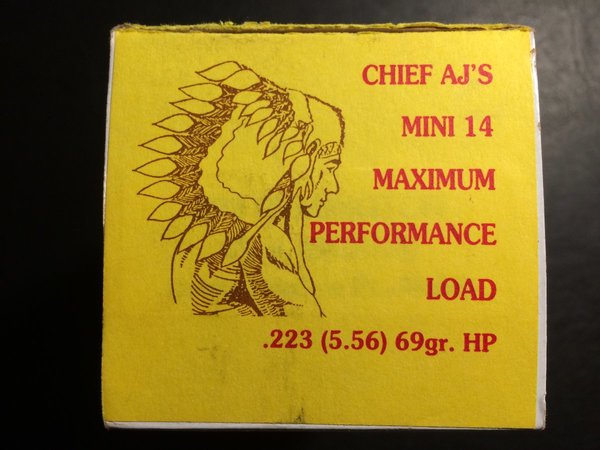 CHIEF AJ'S
MINI 14
MAXIMUM
PERFORMANCE
LOAD
.223 (5.56) 69gr. HP